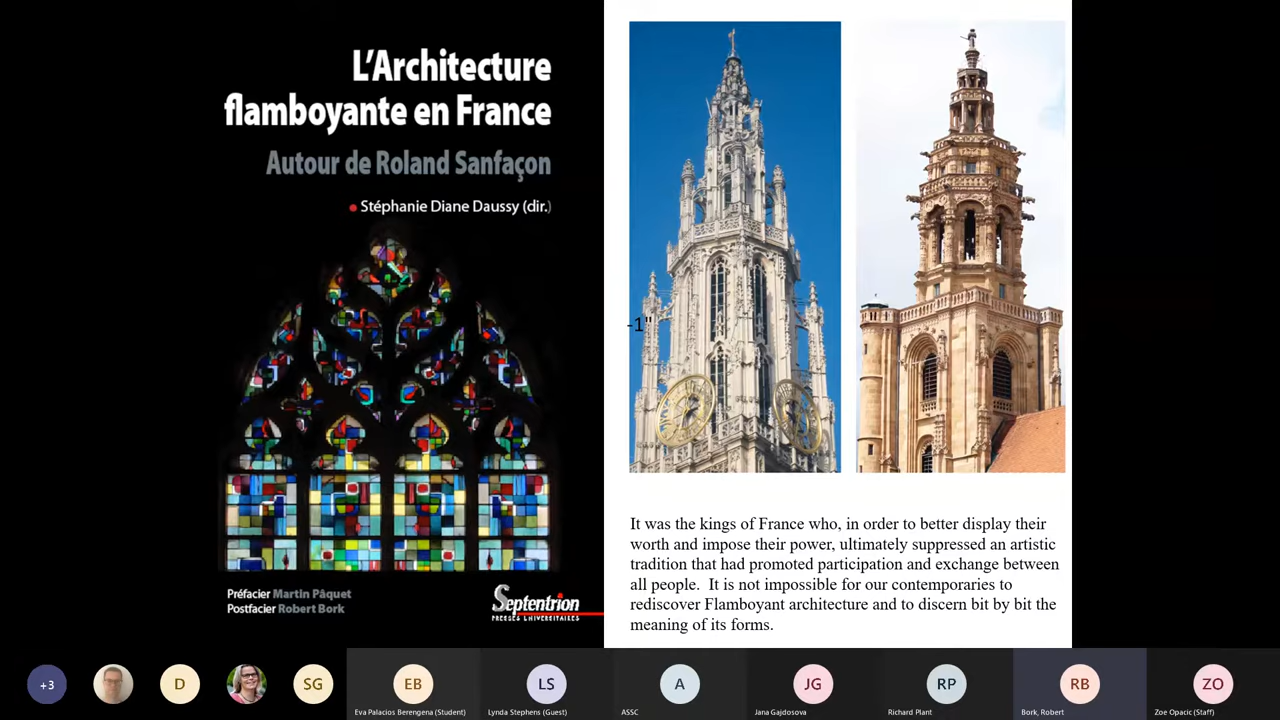 L'Architecture
flamboyante en France
Autour de Roland Sanfaçon
Stéphanie Diane Daussy (dir.)
Préfacier Martin Pâquet
Postfacier Robert Bork
Septentrion
PRESSES UNIVERSITAIRES
-1"
It was the kings of France who, in order to better display their
worth and impose their power, ultimately suppressed an artistic
tradition that had promoted participation and exchange between
all people.  It is not impossible for our contemporaries to
rediscover Flamboyant architecture and to discern bit by bit the
meaning of its forms.
+3
D
SG
EB
LS
A
JG
RP
RB
ZO
Eva Palacios Berengena (Student)
Lynda Stephens (Guest)
ASSC
Jana Gajdosova
Richard Plant
Bork, Robert
Zoe Opacic (Staff)